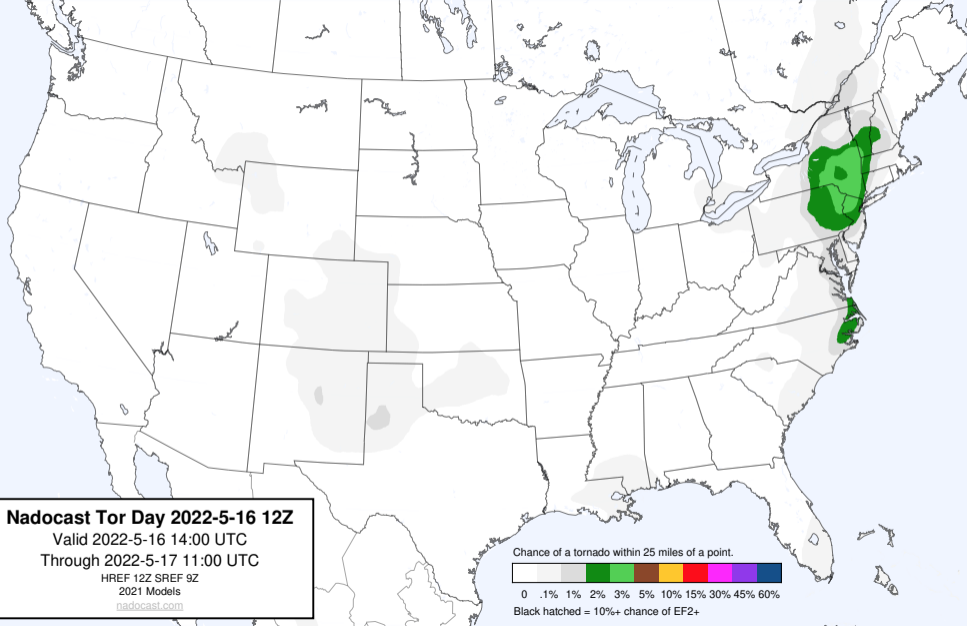 Nadocast Tor Day 2022-5-16 12Z
Valid 2022-5-16 14:00 UTC
Through 2022-5-17 11:00 UTC
HREF 12Z SREF 9Z
2021 Models
nadocast.com
Chance of a tornado within 25 miles of a point.
0 .1% 1% 2% 3% 5% 10% 15% 30% 45% 60%
Black hatched = 10%+ chance of EF2+